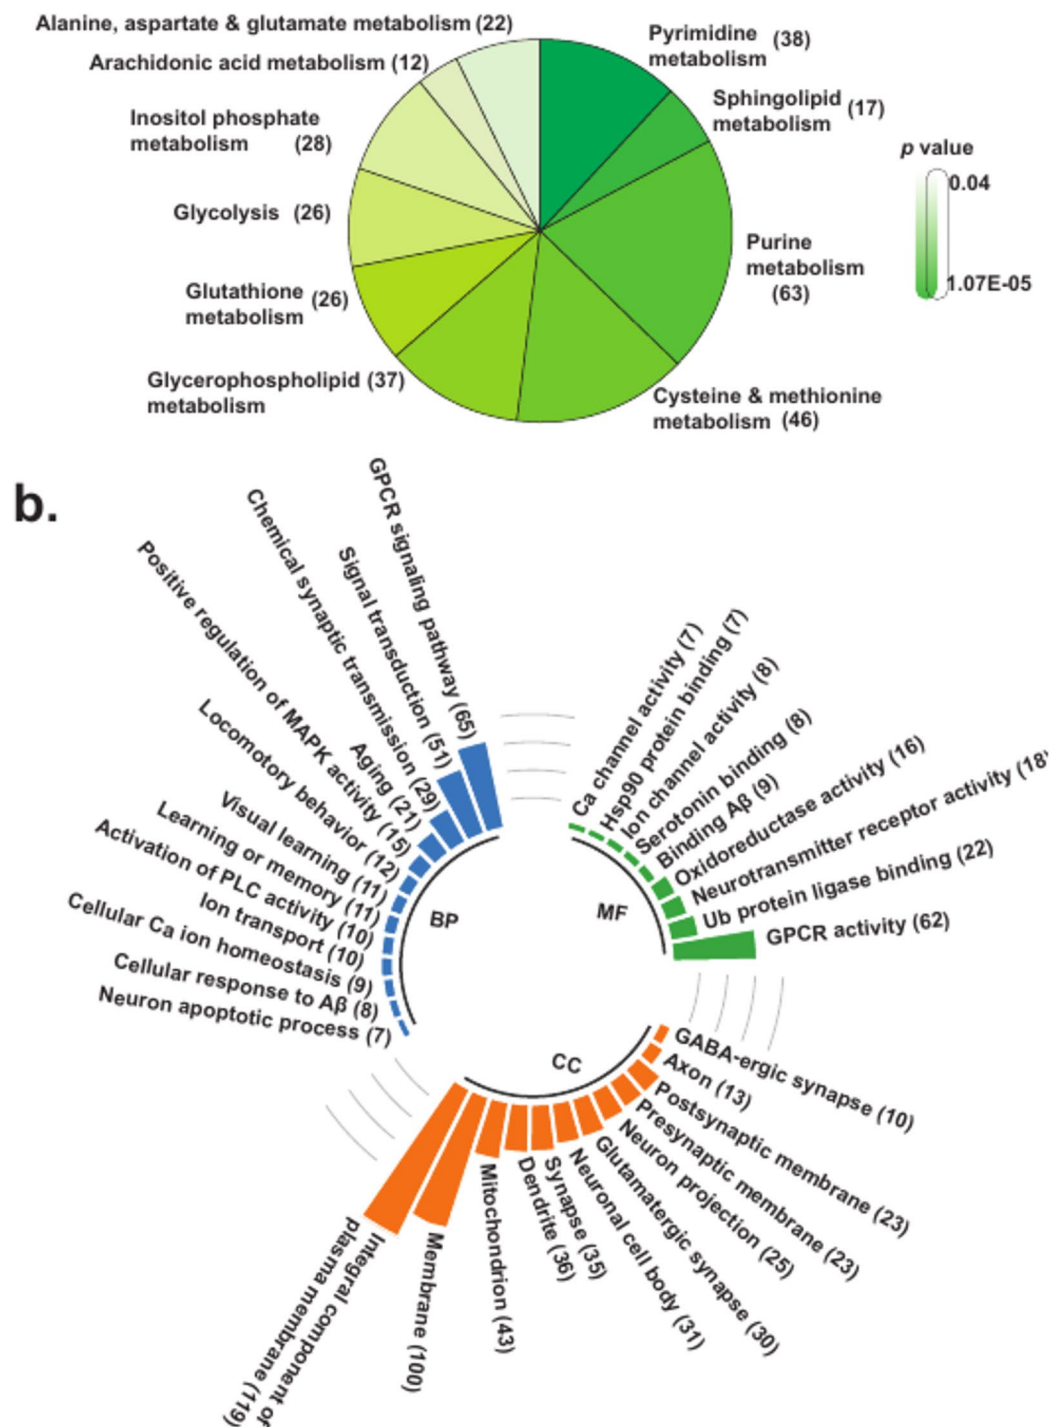 Alanine, aspartate & glutamate metabolism (22)
Arachidonic acid metabolism (12)
Inositol phosphate
metabolism (28)
Glycolysis (26)
Glutathione (26)
metabolism
Glycerophospholipid (37)
metabolism
Pyrimidine (38)
metabolism
Sphingolipid (17)
metabolism
Purine
metabolism
(63)
Cysteine & methionine
metabolism (46)
p value
0.04
1.07E-05
b.
GPCR signaling pathway (65)
Signal transduction (51)
Chemical synaptic transmission (29)
Aging (21)
Positive regulation of MAPK activity (15)
Locomotory behavior (12)
Visual learning (11)
Learning or memory (11)
Activation of PLC activity (10)
Ion transport (10)
Cellular Ca ion homeostasis (9)
Cellular response to Aβ (8)
Neuron apoptotic process (7)
BP
Ca channel activity (7)
Hsp90 protein binding (7)
Ion channel activity (8)
Serotonin binding (8)
Binding Aβ (9)
Oxidoreductase activity (16)
Neurotransmitter receptor activity (18)
Ub protein ligase binding (22)
GPCR activity (62)
MF
CC
GABA-ergic synapse (10)
Axon (13)
Postsynaptic membrane (23)
Presynaptic membrane (23)
Neuron projection (25)
Glutamatergic synapse (30)
Neuronal cell body (31)
Synapse (35)
Dendrite (36)
Mitochondrion (43)
Membrane (100)
Integral component of
plasma membrane (119)